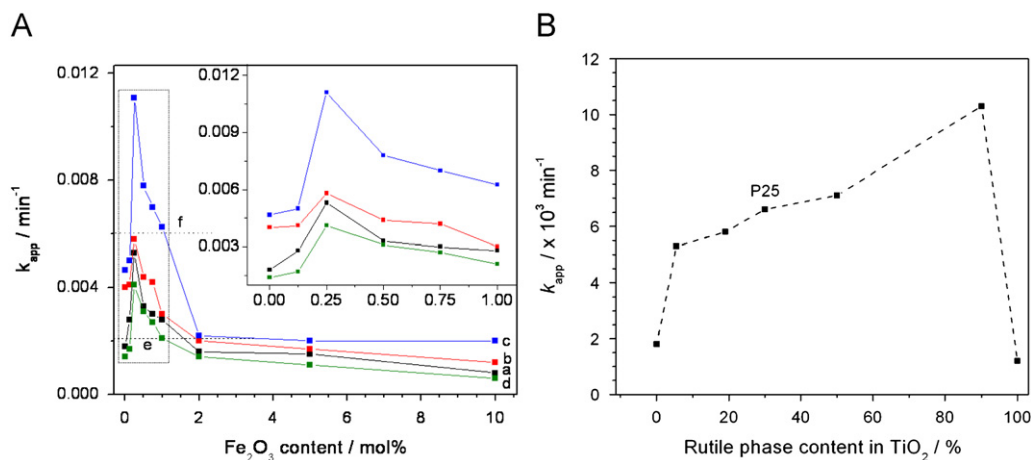 A
B
0.012
0.008
0.004
0.000
k_app / min⁻¹
0 2 4 6 8 10
Fe₂O₃ content / mol%
f
e
c
b
a
d
0.012
0.009
0.006
0.003
0.00 0.25 0.50 0.75 1.00
12
10
8
6
4
2
0
k_app / x 10³ min⁻¹
P25
0 20 40 60 80 100
Rutile phase content in TiO₂ / %